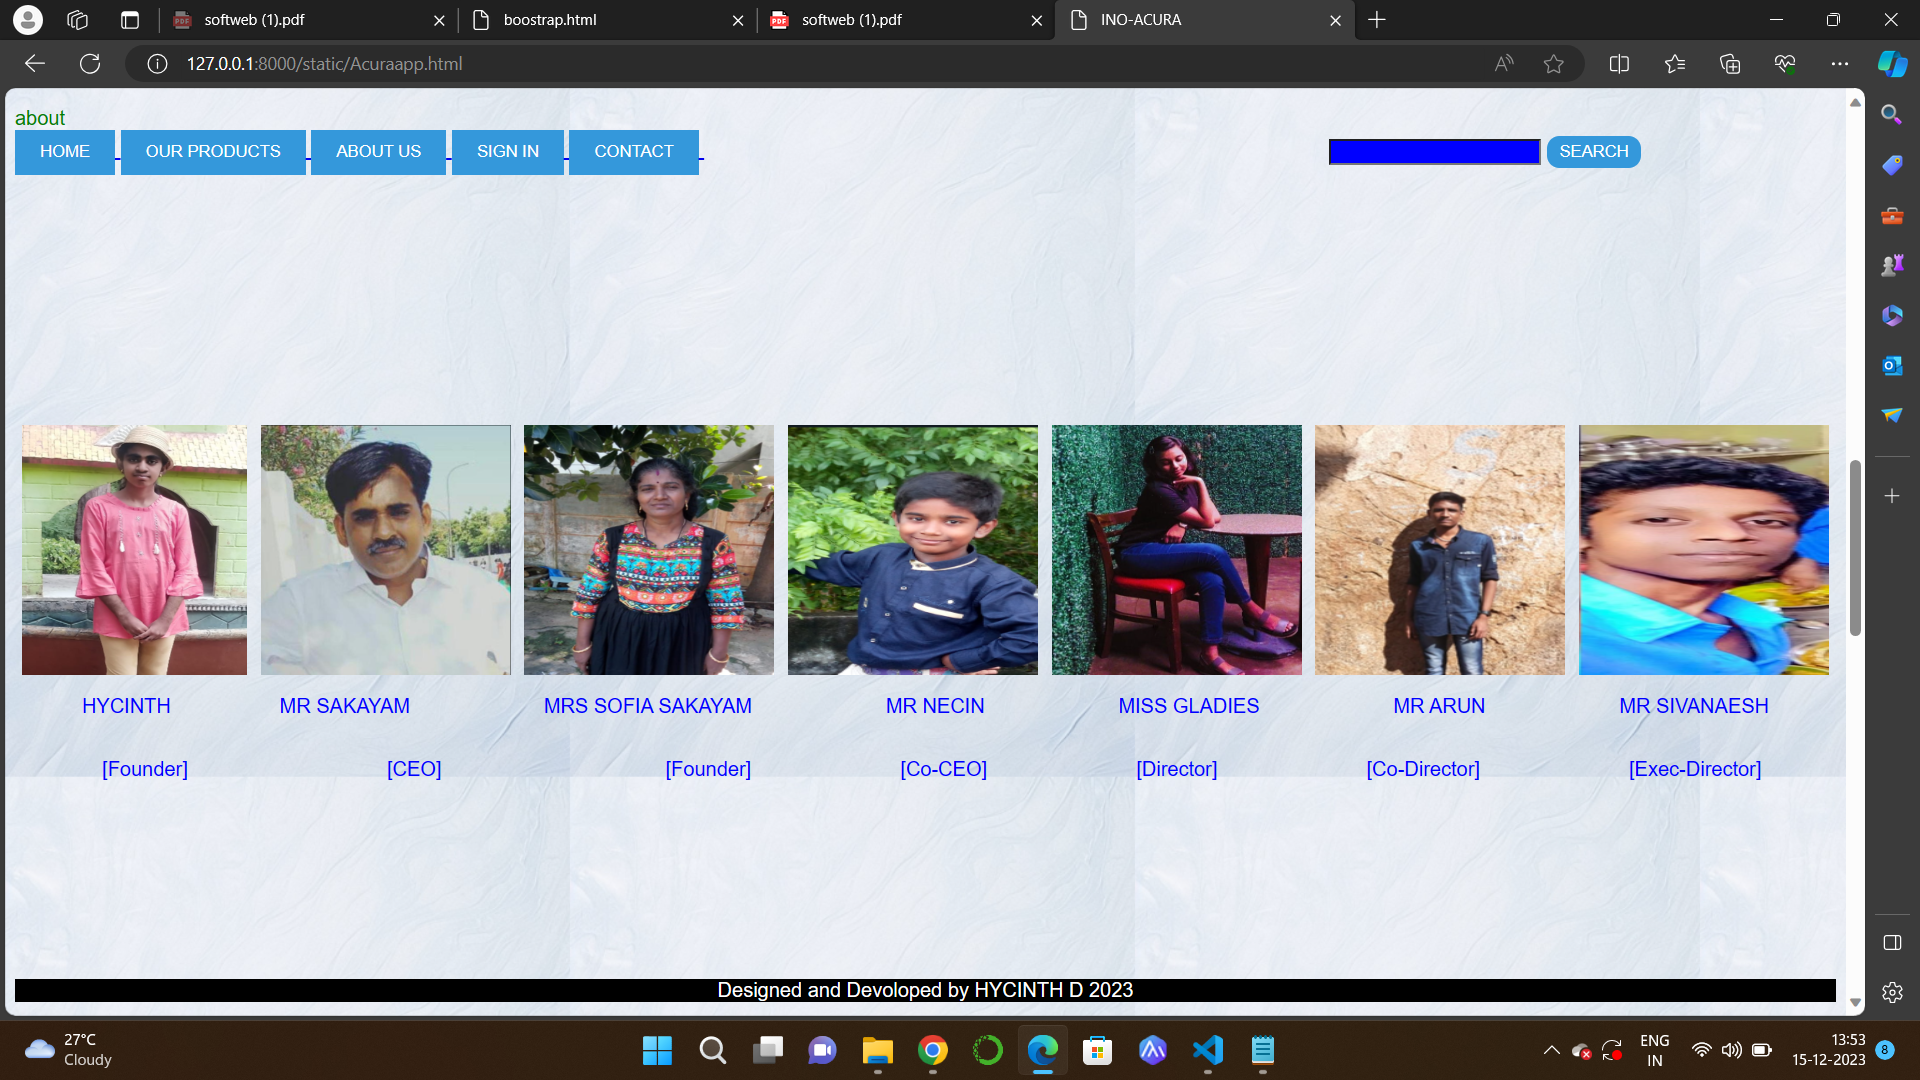 softweb (1).pdf
boostrap.html
softweb (1).pdf
INO-ACURA
127.0.0.1:8000/static/Acuraapp.html
about
HOME OUR PRODUCTS ABOUT US SIGN IN CONTACT SEARCH
HYCINTH MR SAKAYAM MRS SOFIA SAKAYAM MR NECIN MISS GLADIES MR ARUN MR SIVANAESH
[Founder] [CEO] [Founder] [Co-CEO] [Director] [Co-Director] [Exec-Director]
Designed and Devoloped by HYCINTH D 2023
27°C
Cloudy
ENG
IN
13:53
15-12-2023
8